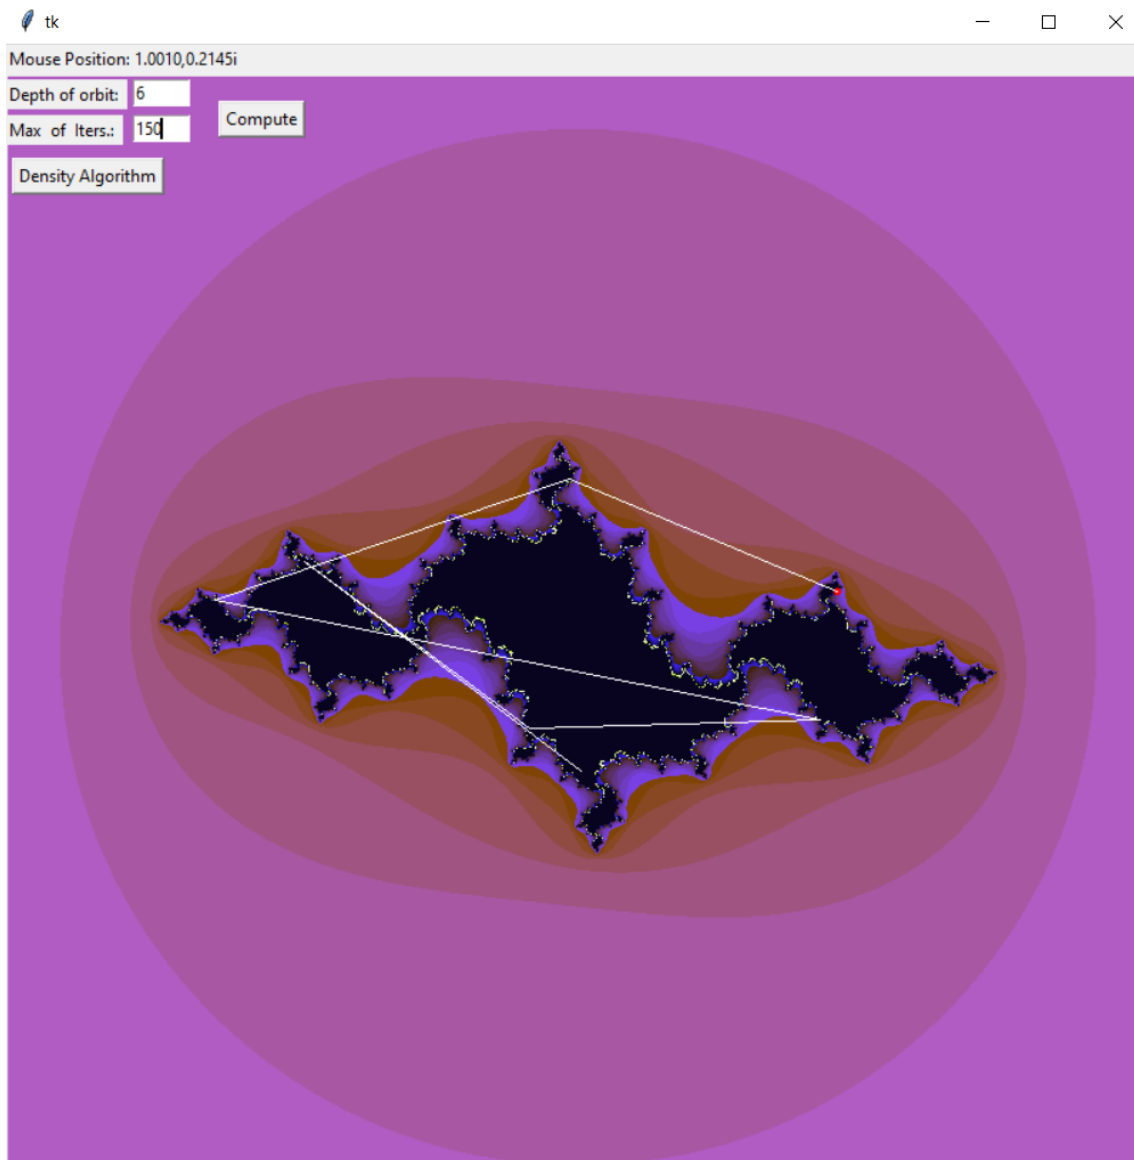 tk
Mouse Position: 1.0010,0.2145i
Depth of orbit: 6
Max of Iters.: 150
Compute
Density Algorithm